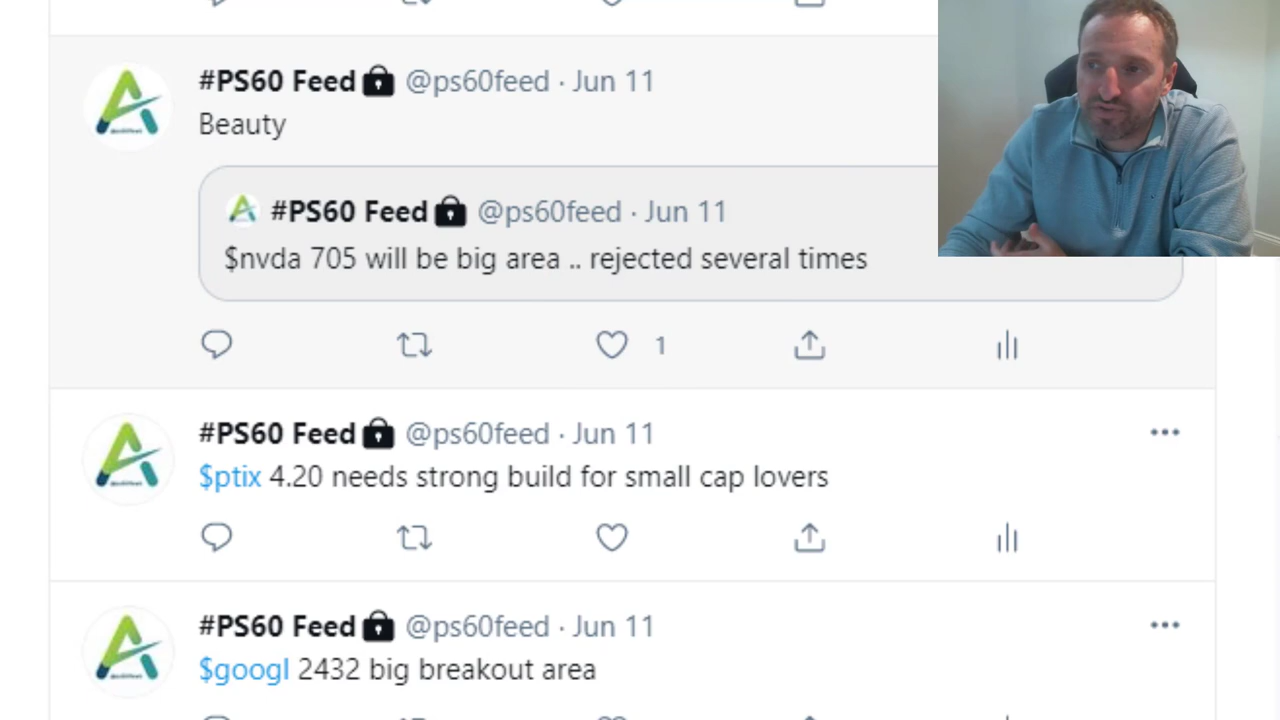 #PS60 Feed @ps60feed · Jun 11
Beauty
#PS60 Feed @ps60feed · Jun 11
$nvda 705 will be big area .. rejected several times
1
#PS60 Feed @ps60feed · Jun 11
$ptix 4.20 needs strong build for small cap lovers
#PS60 Feed @ps60feed · Jun 11
$googl 2432 big breakout area